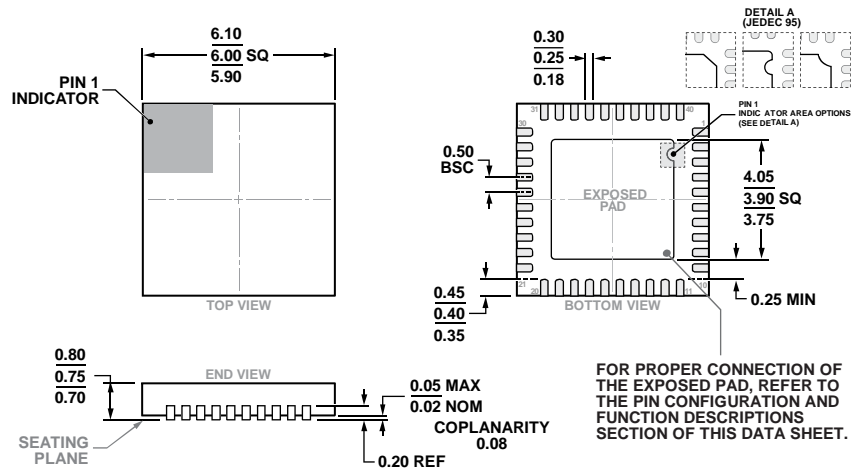 6.10
6.00 SQ
5.90
PIN 1
INDICATOR
TOP VIEW
0.30
0.25
0.18
DETAIL A
(JEDEC 95)
PIN 1
INDIC ATOR AREA OPTIONS
(SEE DETAIL A)
31
40
30
1
0.50
BSC
EXPOSED
PAD
4.05
3.90 SQ
3.75
21
20
11
10
0.45
0.40
0.35
BOTTOM VIEW
0.25 MIN
0.80
0.75
0.70
END VIEW
0.05 MAX
0.02 NOM
COPLANARITY
0.08
SEATING
PLANE
0.20 REF
FOR PROPER CONNECTION OF
THE EXPOSED PAD, REFER TO
THE PIN CONFIGURATION AND
FUNCTION DESCRIPTIONS
SECTION OF THIS DATA SHEET.